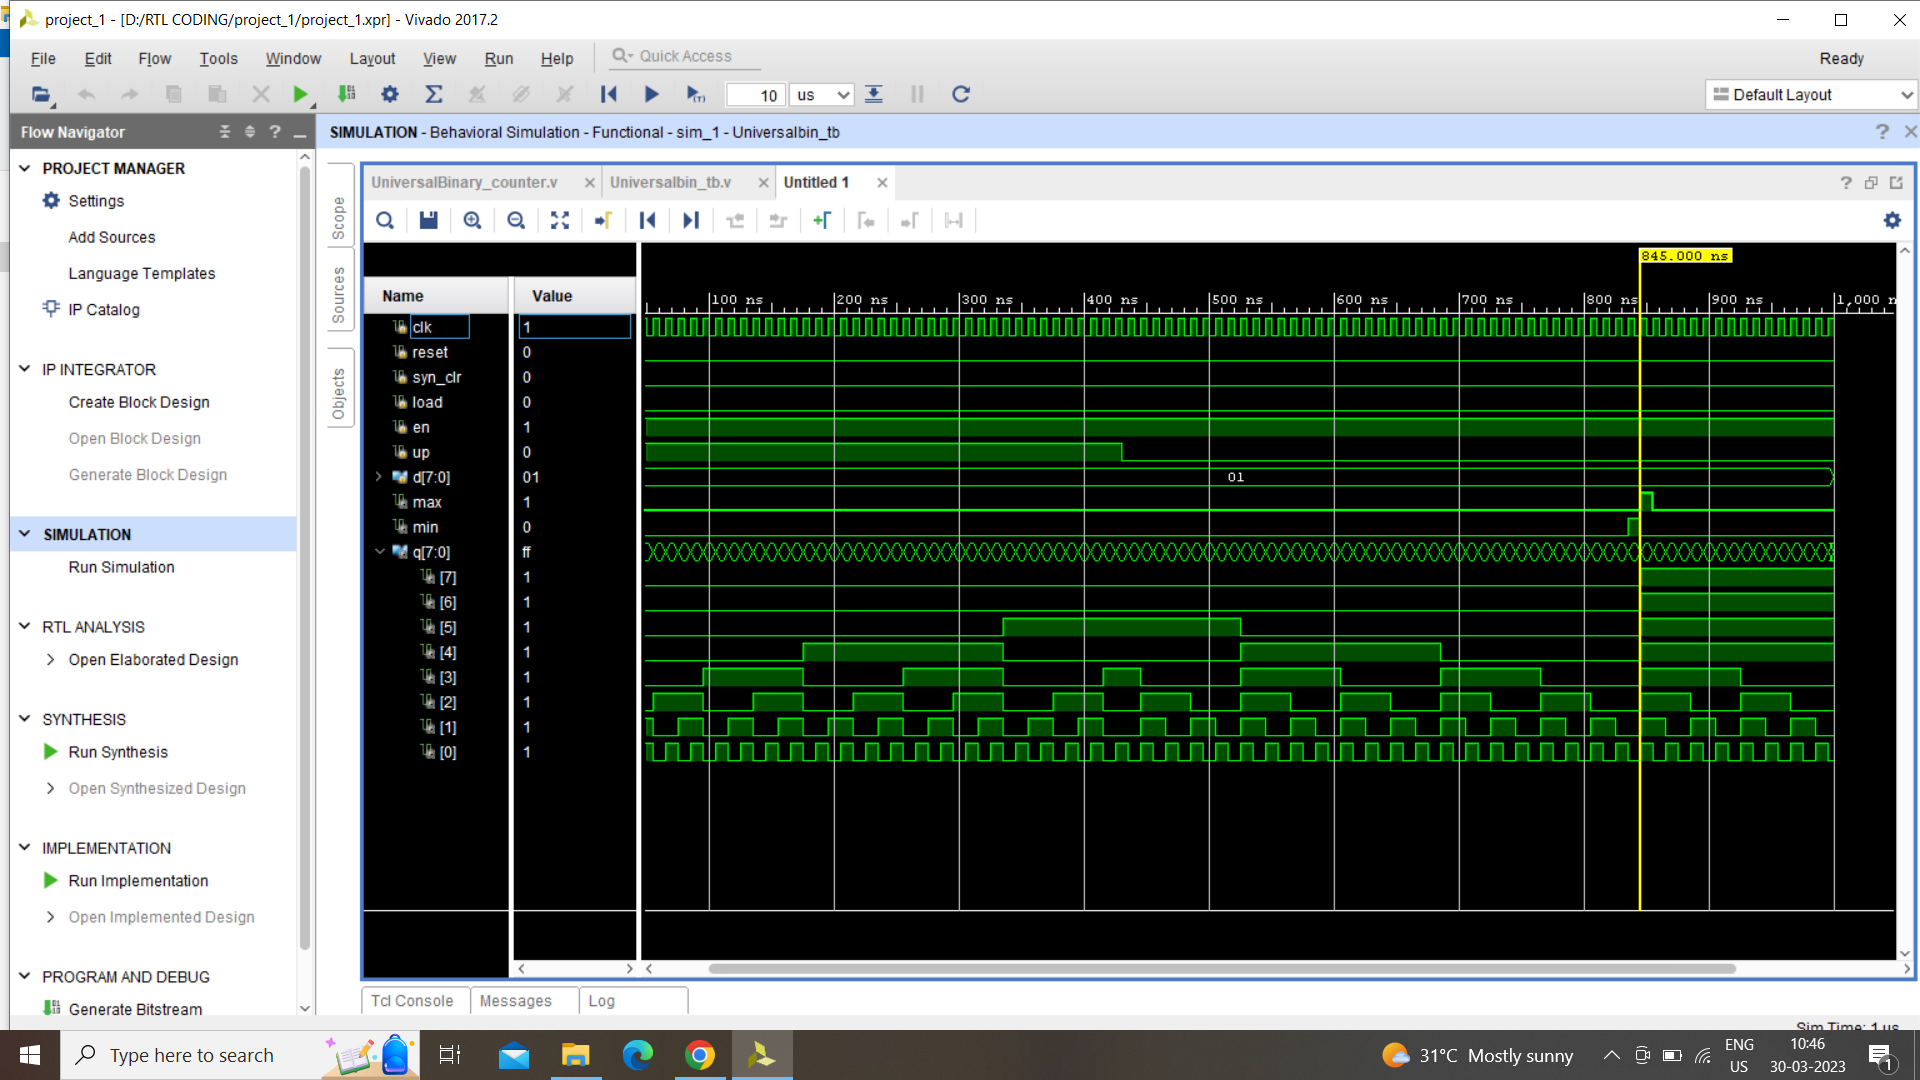 project_1 - [D:/RTL CODING/project_1/project_1.xpr] - Vivado 2017.2
File Edit Flow Tools Window Layout View Run Help Quick Access Ready
10 us Default Layout
Flow Navigator
SIMULATION - Behavioral Simulation - Functional - sim_1 - Universalbin_tb
PROJECT MANAGER
Settings
Add Sources
Language Templates
IP Catalog
IP INTEGRATOR
Create Block Design
Open Block Design
Generate Block Design
SIMULATION
Run Simulation
RTL ANALYSIS
Open Elaborated Design
SYNTHESIS
Run Synthesis
Open Synthesized Design
IMPLEMENTATION
Run Implementation
Open Implemented Design
PROGRAM AND DEBUG
Generate Bitstream
Scope
Sources
Objects
UniversalBinary_counter.v Universalbin_tb.v Untitled 1
845.000 ns
Name Value
100 ns 200 ns 300 ns 400 ns 500 ns 600 ns 700 ns 800 ns 900 ns 1,000 n
clk 1
reset 0
syn_clr 0
load 0
en 1
up 0
d[7:0] 01 01
max 1
min 0
q[7:0] ff
[7] 1
[6] 1
[5] 1
[4] 1
[3] 1
[2] 1
[1] 1
[0] 1
Tcl Console Messages Log
Sim Time: 1 us
Type here to search
31°C Mostly sunny
ENG
US
10:46
30-03-2023
1